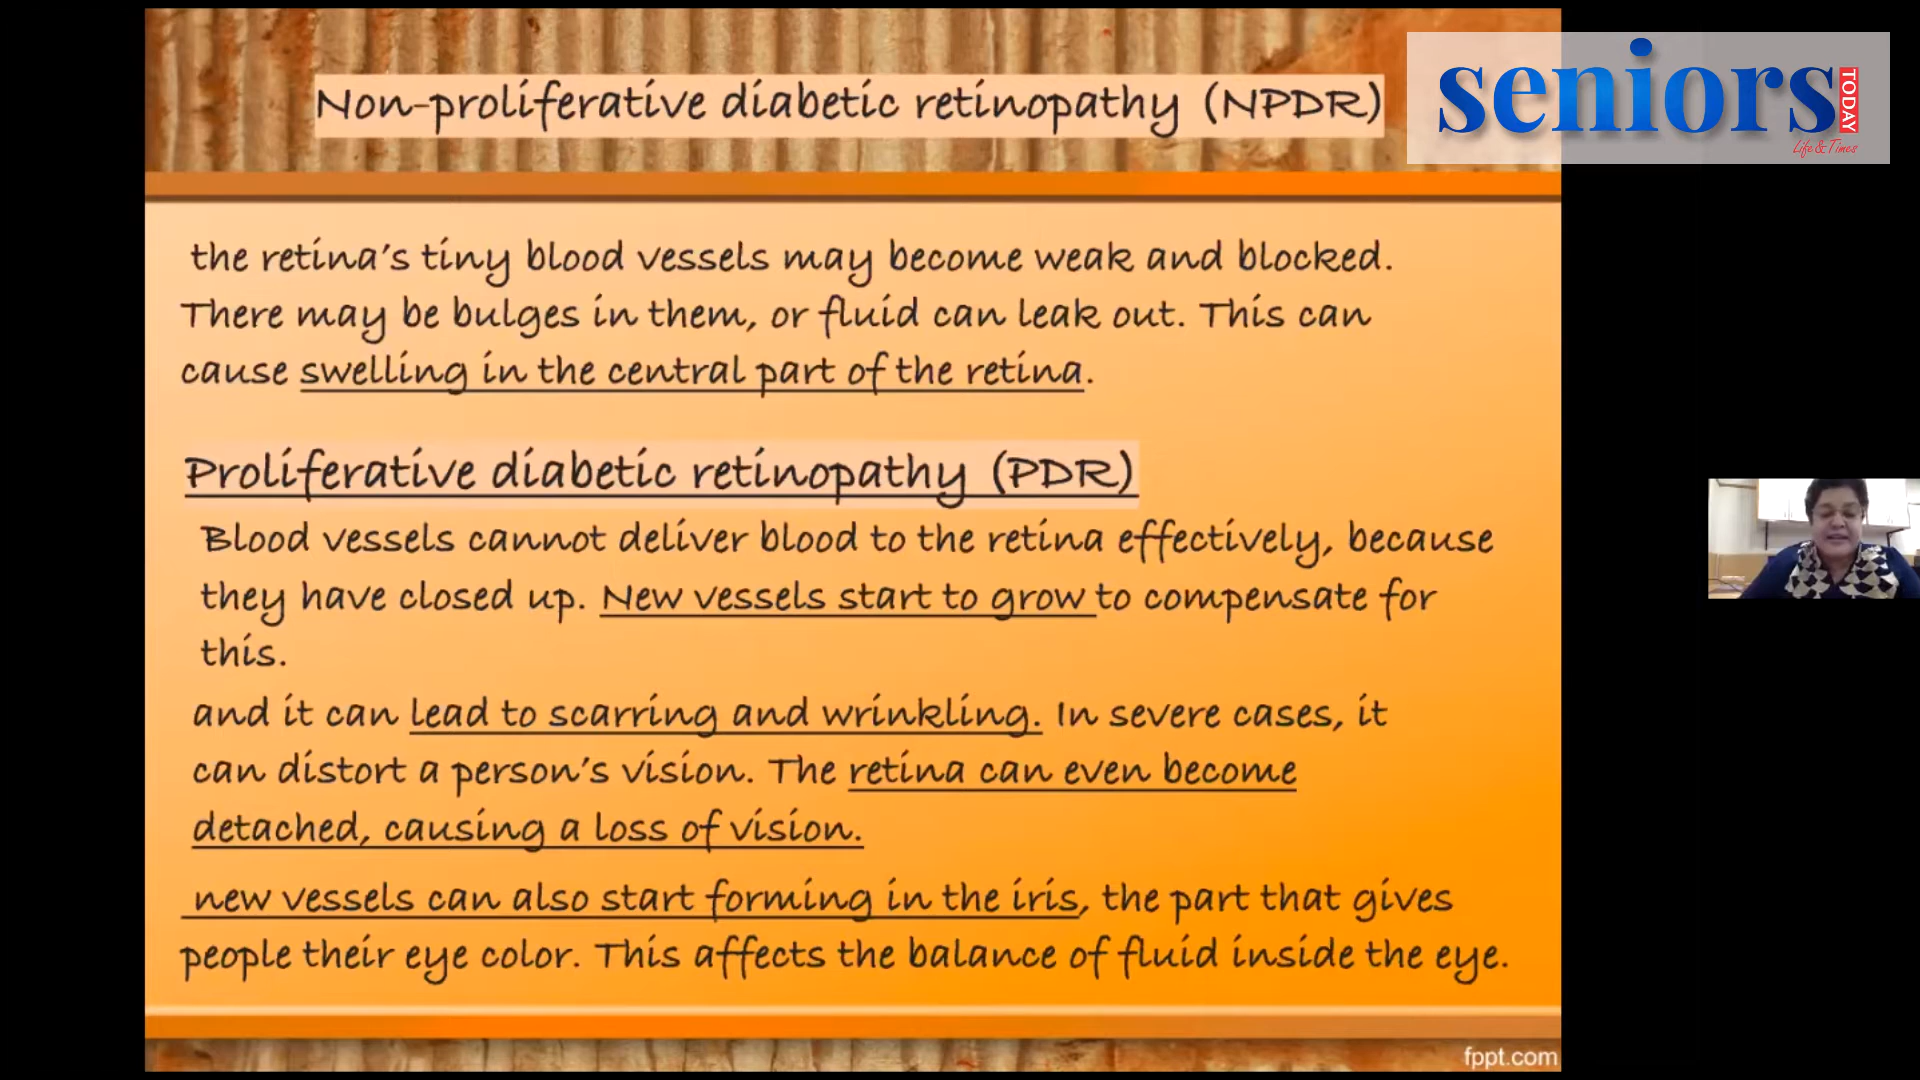 Non-proliferative diabetic retinopathy (NPDR)
seniors
TODAY
Life & Times
the retina's tiny blood vessels may become weak and blocked.
There may be bulges in them, or fluid can leak out. This can
cause swelling in the central part of the retina.
Proliferative diabetic retinopathy (PDR)
Blood vessels cannot deliver blood to the retina effectively, because
they have closed up. New vessels start to grow to compensate for
this.
and it can lead to scarring and wrinkling. In severe cases, it
can distort a person's vision. The retina can even become
detached, causing a loss of vision.
new vessels can also start forming in the iris, the part that gives
people their eye color. This affects the balance of fluid inside the eye.
fppt.com